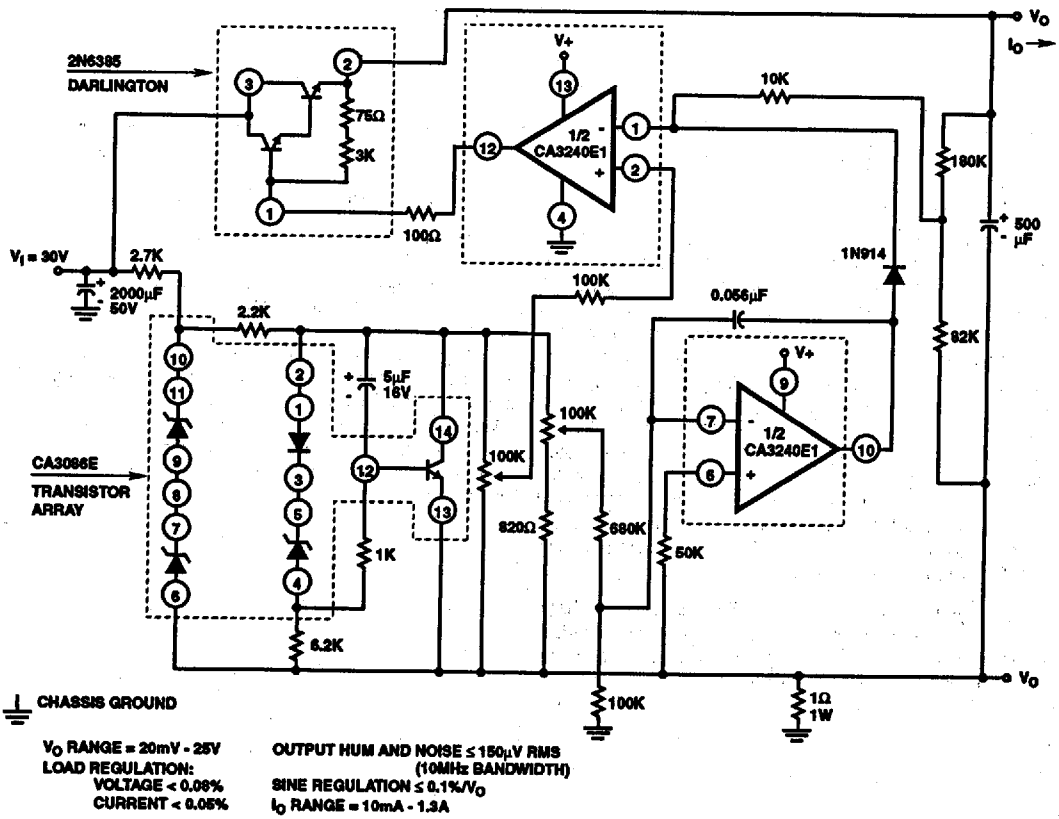 V+
VO
IO
2N6385
DARLINGTON
2
3
13
10K
75Ω
1/2
CA3240E1
-
+
1
12
2
3K
180K
1
4
100Ω
+
-
500
µF
VI = 30V
2.7K
1N914
+
-
2000µF
50V
100K
0.056µF
2.2K
82K
V+
10
2
9
+
-
5µF
16V
11
1
100K
14
7
-
1/2
CA3240E1
10
CA3086E
TRANSISTOR
ARRAY
9
12
100K
6
+
8
3
13
7
5
820Ω
680K
1K
50K
6
4
6.2K
VO
CHASSIS GROUND
100K
1Ω
1W
VO RANGE = 20mV - 25V
LOAD REGULATION:
VOLTAGE < 0.08%
CURRENT < 0.05%
OUTPUT HUM AND NOISE ≤ 150µV RMS
(10MHz BANDWIDTH)
SINE REGULATION ≤ 0.1%/VO
IO RANGE = 10mA - 1.3A